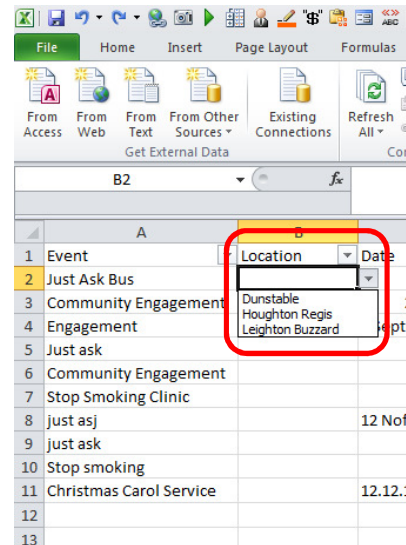 File Home Insert Page Layout Formulas
From Access
From Web
From Text
From Other Sources
Existing Connections
Refresh All
Get External Data
B2 fx
A B
1 Event Location Date
2 Just Ask Bus
3 Community Engagement
4 Engagement Sept
5 Just ask
6 Community Engagement
7 Stop Smoking Clinic
8 just asj 12 Nof
9 just ask
10 Stop smoking
11 Christmas Carol Service 12.12.
12
13
Dunstable
Houghton Regis
Leighton Buzzard